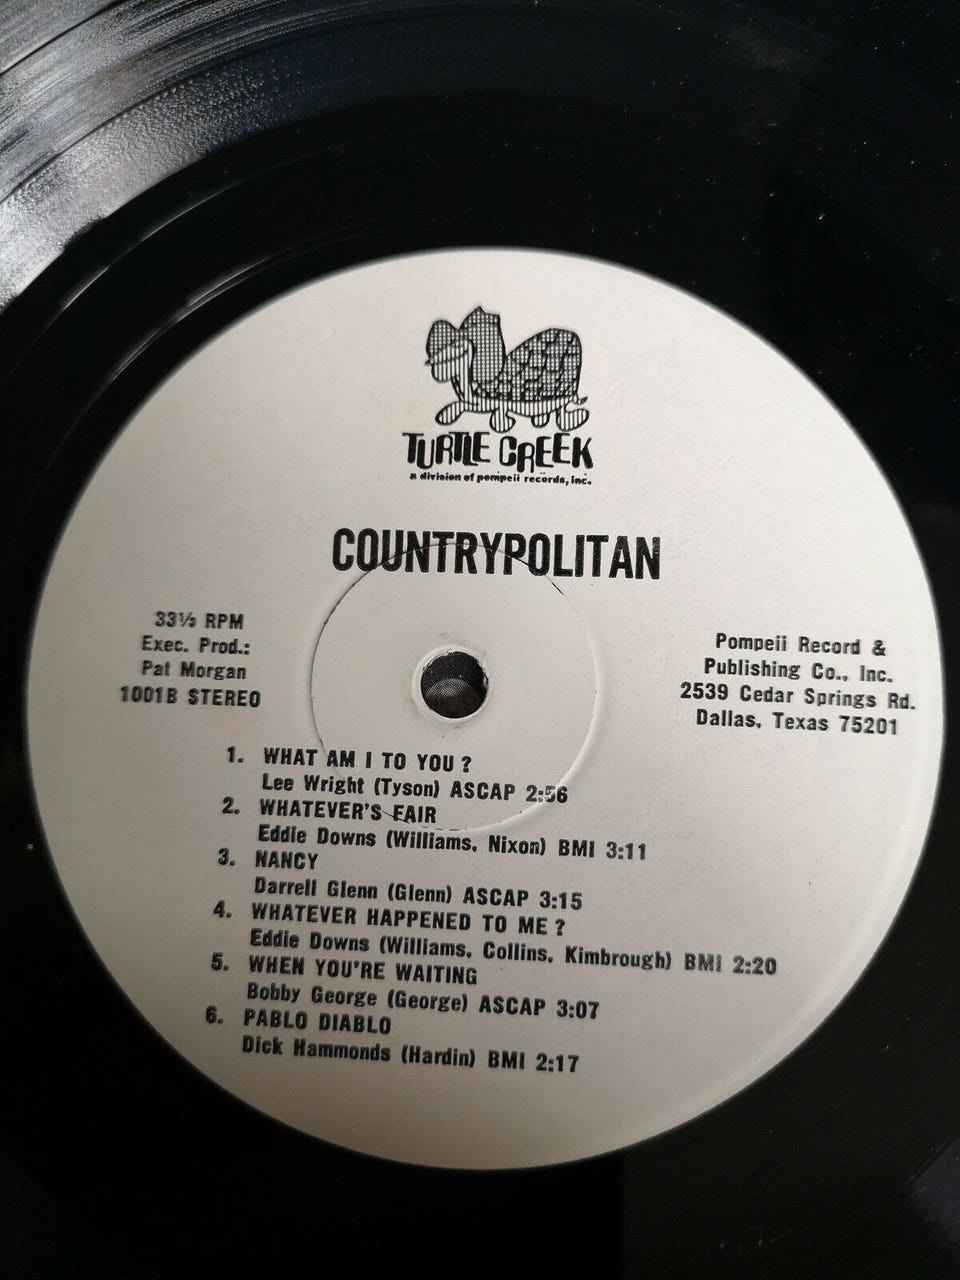 TURTLE CREEK
a division of pompeii records, inc.
COUNTRYPOLITAN
33⅓ RPM
Exec. Prod.:
Pat Morgan
1001B STEREO
Pompeii Record &
Publishing Co., Inc.
2539 Cedar Springs Rd.
Dallas, Texas 75201
1. WHAT AM I TO YOU?
Lee Wright (Tyson) ASCAP 2:56
2. WHATEVER'S FAIR
Eddie Downs (Williams, Nixon) BMI 3:11
3. NANCY
Darrell Glenn (Glenn) ASCAP 3:15
4. WHATEVER HAPPENED TO ME?
Eddie Downs (Williams, Collins, Kimbrough) BMI 2:20
5. WHEN YOU'RE WAITING
Bobby George (George) ASCAP 3:07
6. PABLO DIABLO
Dick Hammonds (Hardin) BMI 2:17